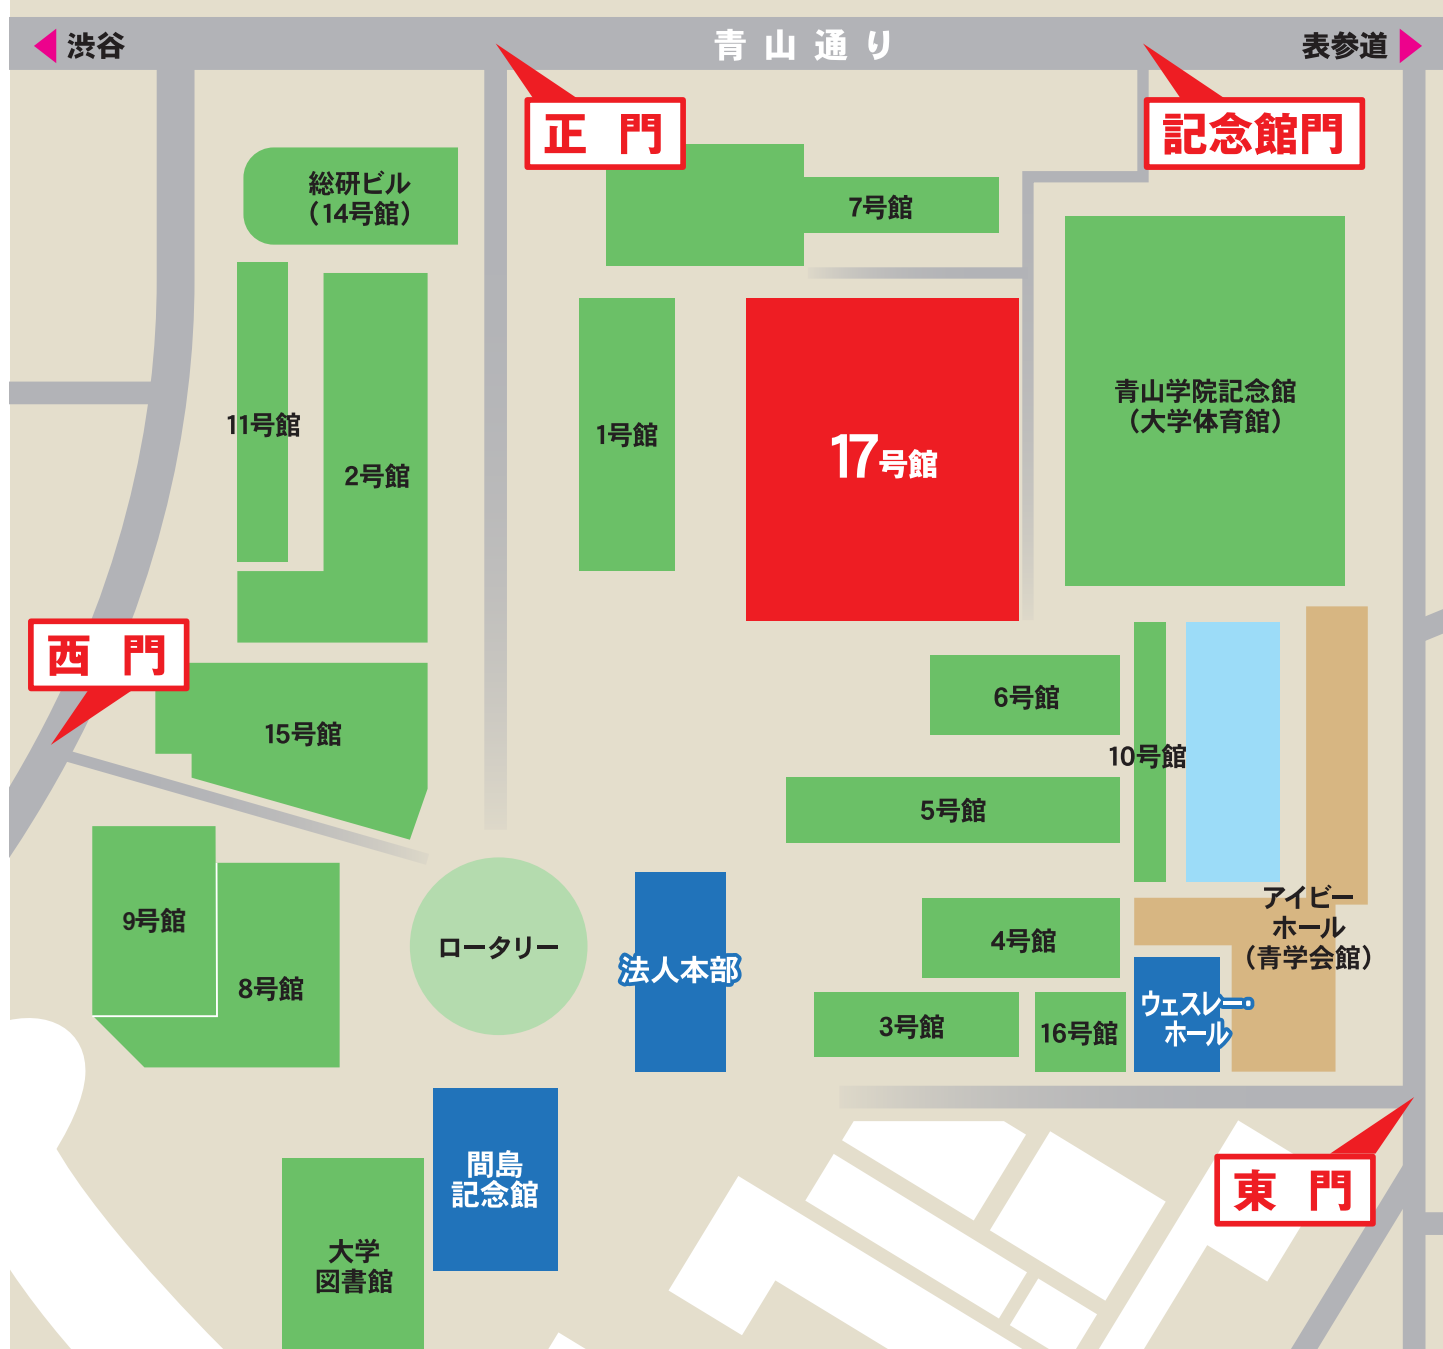 渋谷
青山通り
表参道
正門
記念館門
総研ビル
（14号館）
7号館
青山学院記念館
（大学体育館）
11号館
2号館
1号館
17号館
西門
15号館
6号館
10号館
5号館
9号館
8号館
ロータリー
法人本部
4号館
アイビー
ホール
（青学会館）
3号館
16号館
ウェスレー・
ホール
間島
記念館
東門
大学
図書館